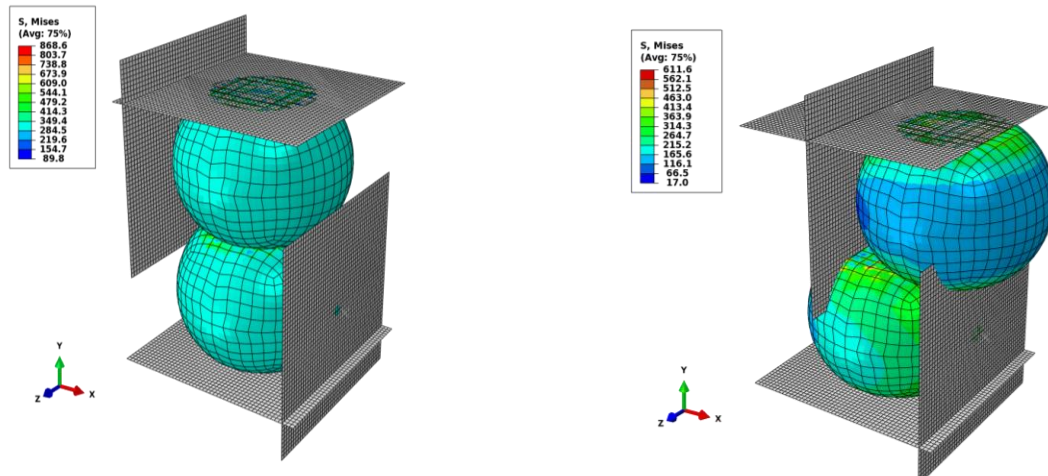 S, Mises
(Avg: 75%)
868.6
803.7
738.8
673.9
609.0
544.1
479.2
414.3
349.4
284.5
219.6
154.7
89.8
Y
Z
X
S, Mises
(Avg: 75%)
611.6
562.1
512.5
463.0
413.4
363.9
314.3
264.7
215.2
165.6
116.1
66.5
17.0
Y
Z
X